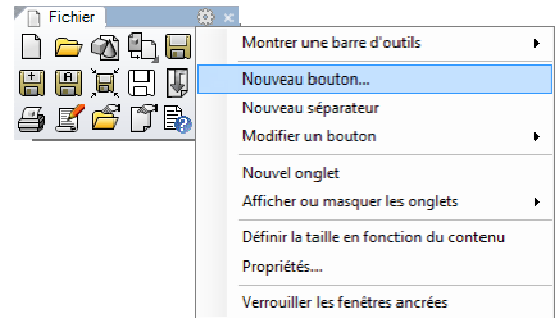 Fichier
Montrer une barre d'outils
Nouveau bouton...
Nouveau séparateur
Modifier un bouton
Nouvel onglet
Afficher ou masquer les onglets
Définir la taille en fonction du contenu
Propriétés....
Verrouiller les fenêtres ancrées